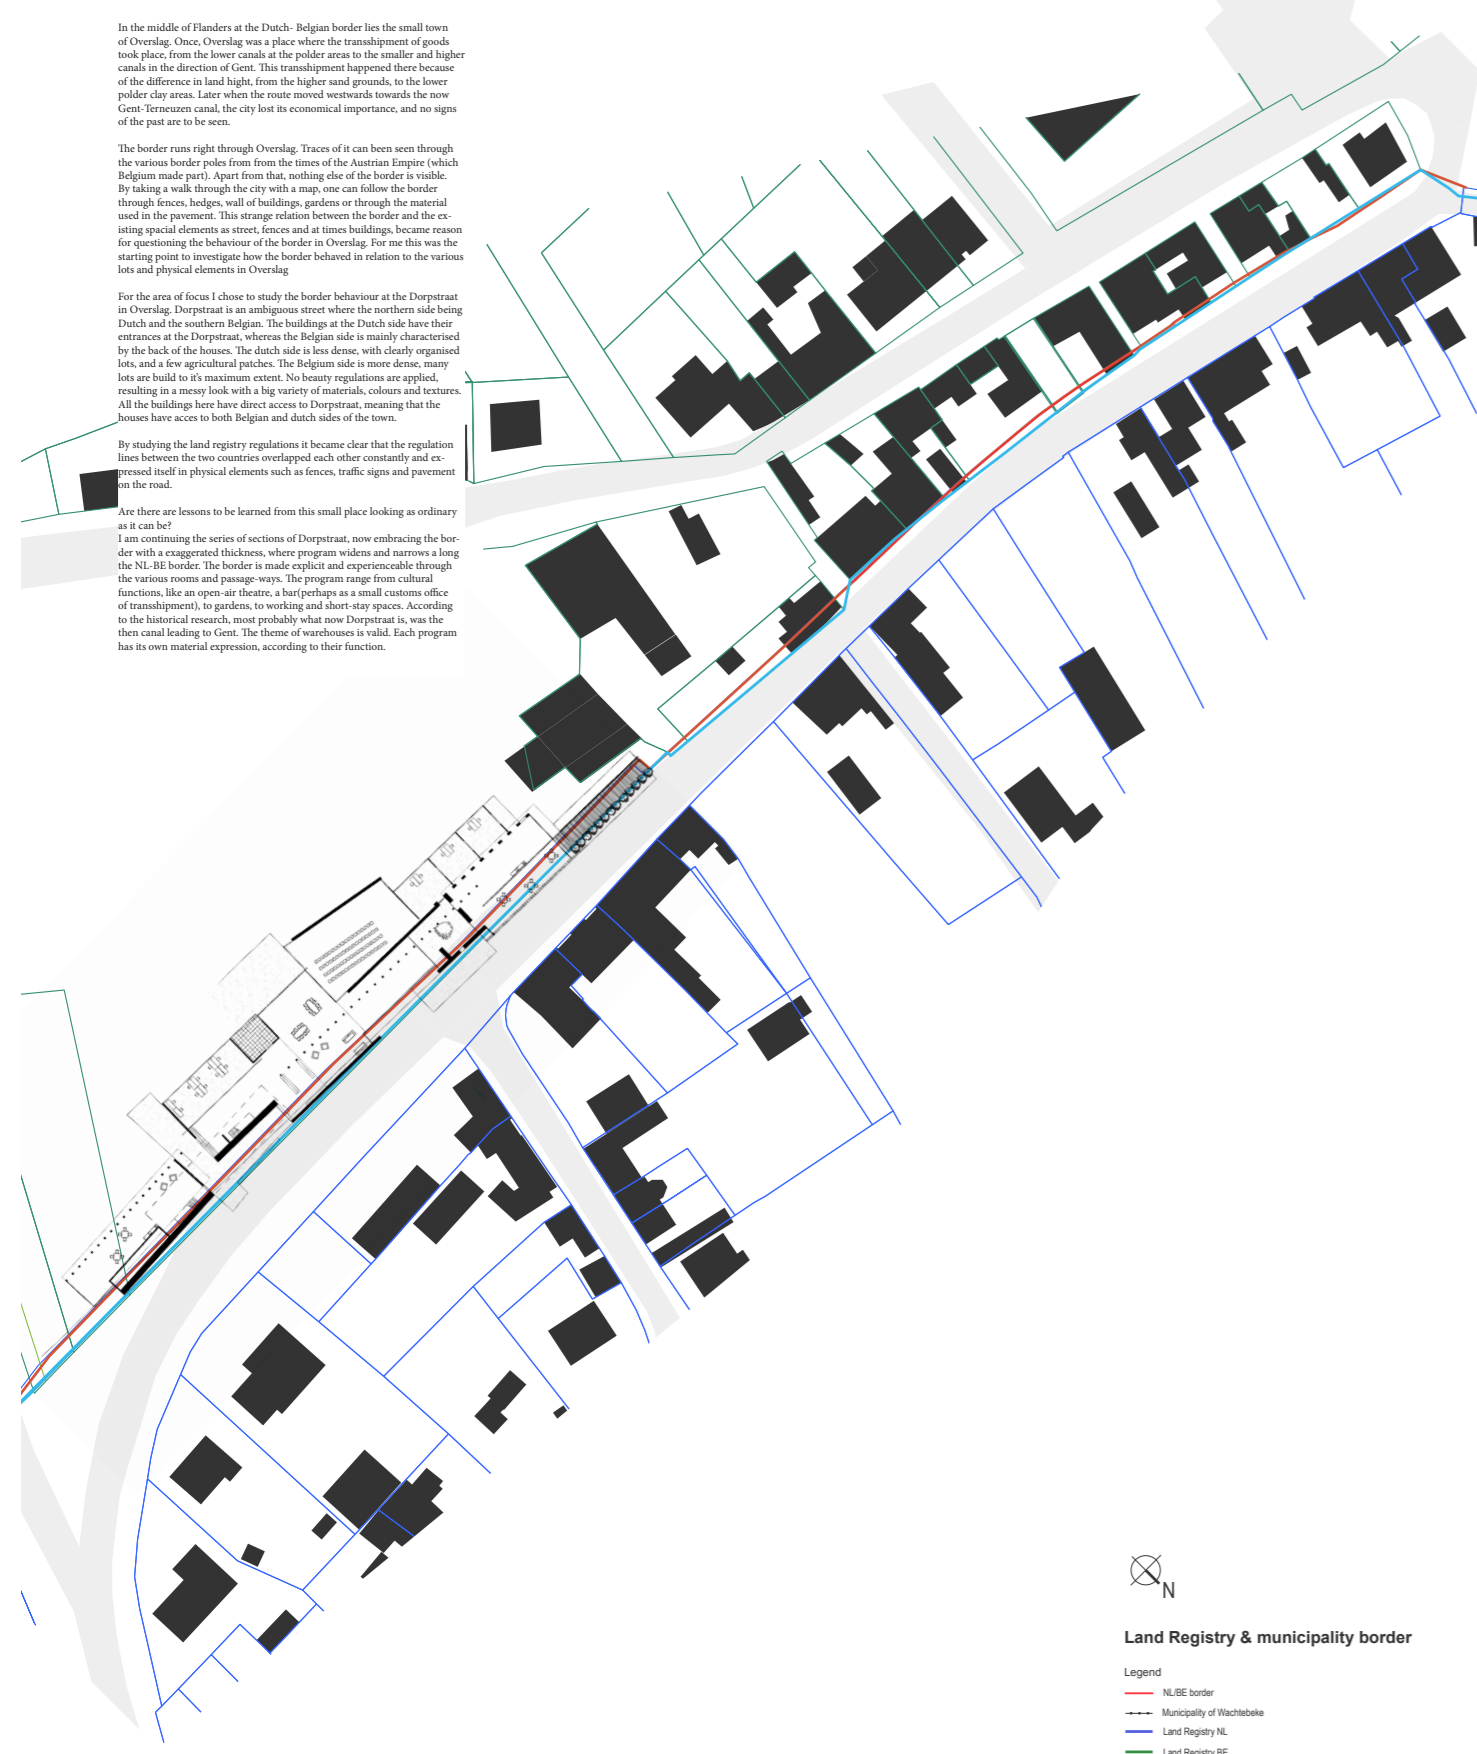 In the middle of Flanders at the Dutch- Belgian border lies the small town
of Overslag. Once, Overslag was a place where the transshipment of goods
took place, from the lower canals at the polder areas to the smaller and higher
canals in the direction of Gent. This transshipment happened there because
of the difference in land hight, from the higher sand grounds, to the lower
polder clay areas. Later when the route moved westwards towards the now
Gent-Terneuzen canal, the city lost its economical importance, and no signs
of the past are to be seen.
The border runs right through Overslag. Traces of it can been seen through
the various border poles from from the times of the Austrian Empire (which
Belgium made part). Apart from that, nothing else of the border is visible.
By taking a walk through the city with a map, one can follow the border
through fences, hedges, wall of buildings, gardens or through the material
used in the pavement. This strange relation between the border and the ex-
isting spacial elements as street, fences and at times buildings, became reason
for questioning the behaviour of the border in Overslag. For me this was the
starting point to investigate how the border behaved in relation to the various
lots and physical elements in Overslag
For the area of focus I chose to study the border behaviour at the Dorpstraat
in Overslag. Dorpstraat is an ambiguous street where the northern side being
Dutch and the southern Belgian. The buildings at the Dutch side have their
entrances at the Dorpstraat, whereas the Belgian side is mainly characterised
by the back of the houses. The dutch side is less dense, with clearly organised
lots, and a few agricultural patches. The Belgium side is more dense, many
lots are build to it's maximum extent. No beauty regulations are applied,
resulting in a messy look with a big variety of materials, colours and textures.
All the buildings here have direct access to Dorpstraat, meaning that the
houses have acces to both Belgian and dutch sides of the town.
By studying the land registry regulations it became clear that the regulation
lines between the two countries overlapped each other constantly and ex-
pressed itself in physical elements such as fences, traffic signs and pavement
on the road.
Are there are lessons to be learned from this small place looking as ordinary
as it can be?
I am continuing the series of sections of Dorpstraat, now embracing the bor-
der with a exaggerated thickness, where program widens and narrows a long
the NL-BE border. The border is made explicit and experienceable through
the various rooms and passage-ways. The program range from cultural
functions, like an open-air theatre, a bar(perhaps as a small customs office
of transshipment), to gardens, to working and short-stay spaces. According
to the historical research, most probably what now Dorpstraat is, was the
then canal leading to Gent. The theme of warehouses is valid. Each program
has its own material expression, according to their function.
N
Land Registry & municipality border
Legend
NL/BE border
Municipality of Wachtebeke
Land Registry NL
Land Registry BE